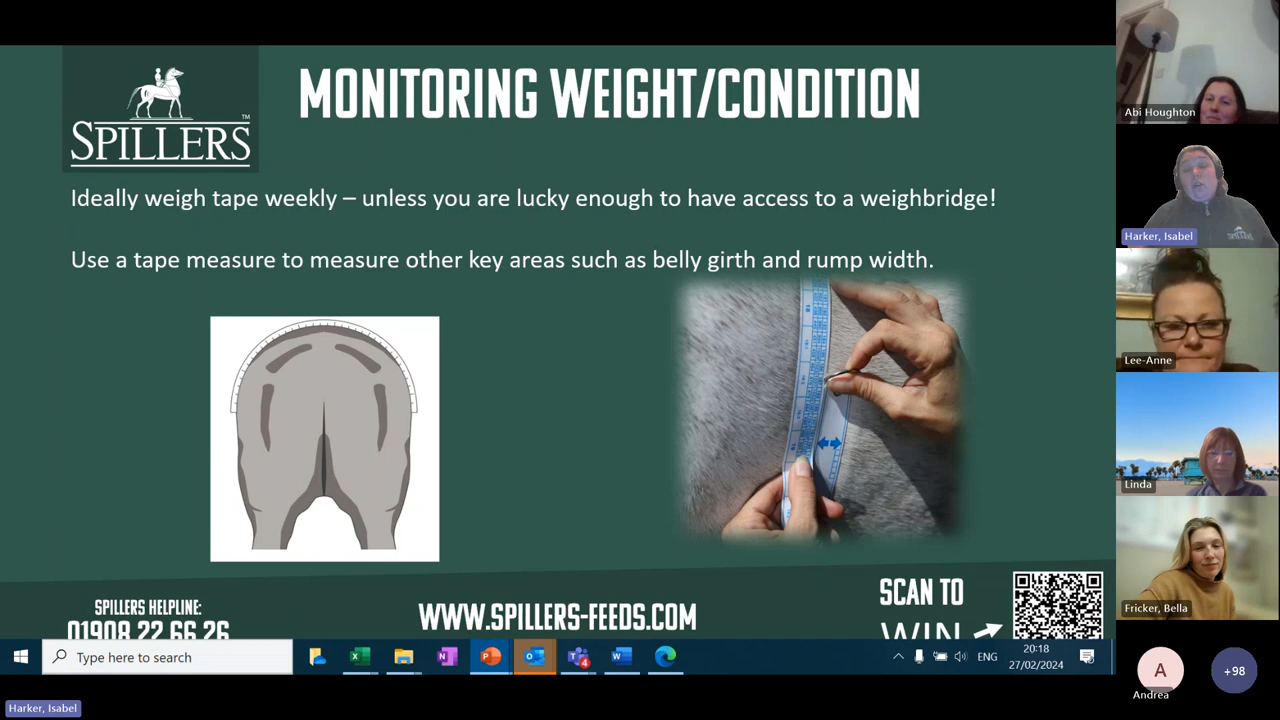 SPILLERS™
MONITORING WEIGHT/CONDITION
Ideally weigh tape weekly – unless you are lucky enough to have access to a weighbridge!
Use a tape measure to measure other key areas such as belly girth and rump width.
SPILLERS HELPLINE:
01908 22 66 26
WWW.SPILLERS-FEEDS.COM
SCAN TO
WIN
Type here to search
4
ENG
20:18
27/02/2024
Abi Houghton
Harker, Isabel
Lee-Anne
Linda
Fricker, Bella
A
Andrea
+98
Harker, Isabel